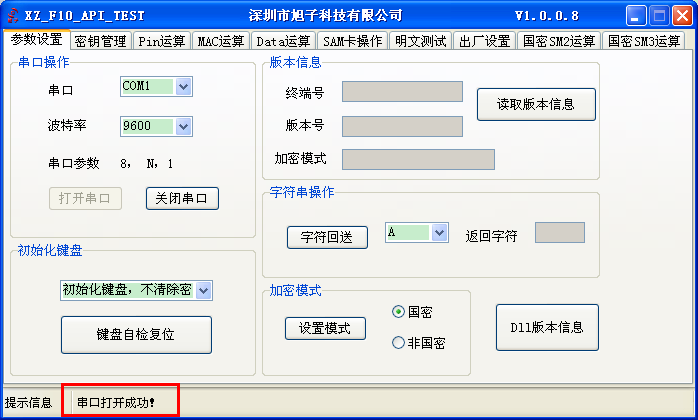 XZ_F10_API_TEST 深圳市旭子科技有限公司 V1.0.0.8
参数设置 密钥管理 Pin运算 MAC运算 Data运算 SAM卡操作 明文测试 出厂设置 国密SM2运算 国密SM3运算
串口操作
串口 COM1
波特率 9600
串口参数 8, N, 1
打开串口 关闭串口
初始化键盘
初始化键盘,不清除密
键盘自检复位
版本信息
终端号
版本号
加密模式
读取版本信息
字符串操作
字符回送 A 返回字符
加密模式
设置模式
国密
非国密
Dll版本信息
提示信息 串口打开成功!